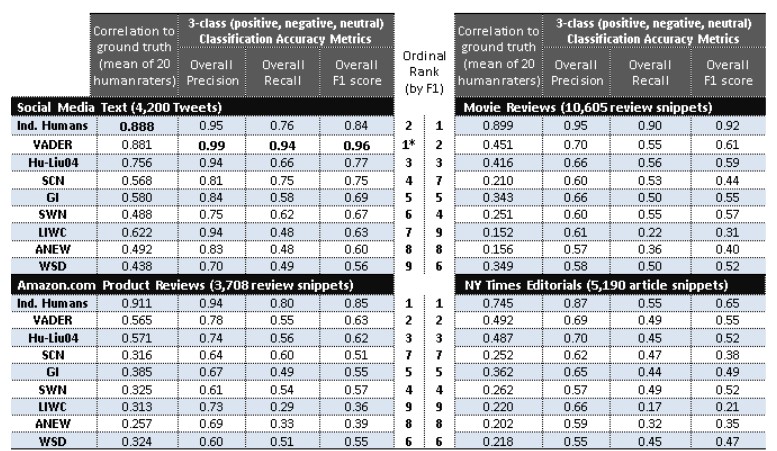 Correlation to ground truth (mean of 20 human raters) 3-class (positive, negative, neutral) Classification Accuracy Metrics Ordinal Rank (by F1) Correlation to ground truth (mean of 20 human raters) 3-class (positive, negative, neutral) Classification Accuracy Metrics
Overall Precision Overall Recall Overall F1 score Overall Precision Overall Recall Overall F1 score
Social Media Text (4,200 Tweets) Movie Reviews (10,605 review snippets)
Ind. Humans 0.888 0.95 0.76 0.84 2 1 0.899 0.95 0.90 0.92
VADER 0.881 0.99 0.94 0.96 1* 2 0.451 0.70 0.55 0.61
Hu-Liu04 0.756 0.94 0.66 0.77 3 3 0.416 0.66 0.56 0.59
SCN 0.568 0.81 0.75 0.75 4 7 0.210 0.60 0.53 0.44
GI 0.580 0.84 0.58 0.69 5 5 0.343 0.66 0.50 0.55
SWN 0.488 0.75 0.62 0.67 6 4 0.251 0.60 0.55 0.57
LIWC 0.622 0.94 0.48 0.63 7 9 0.152 0.61 0.22 0.31
ANEW 0.492 0.83 0.48 0.60 8 8 0.156 0.57 0.36 0.40
WSD 0.438 0.70 0.49 0.56 9 6 0.349 0.58 0.50 0.52
Amazon.com Product Reviews (3,708 review snippets) NY Times Editorials (5,190 article snippets)
Ind. Humans 0.911 0.94 0.80 0.85 1 1 0.745 0.87 0.55 0.65
VADER 0.565 0.78 0.55 0.63 2 2 0.492 0.69 0.49 0.55
Hu-Liu04 0.571 0.74 0.56 0.62 3 3 0.487 0.70 0.45 0.52
SCN 0.316 0.64 0.60 0.51 7 7 0.252 0.62 0.47 0.38
GI 0.385 0.67 0.49 0.55 5 5 0.362 0.65 0.44 0.49
SWN 0.325 0.61 0.54 0.57 4 4 0.262 0.57 0.49 0.52
LIWC 0.313 0.73 0.29 0.36 9 9 0.220 0.66 0.17 0.21
ANEW 0.257 0.69 0.33 0.39 8 8 0.202 0.59 0.32 0.35
WSD 0.324 0.60 0.51 0.55 6 6 0.218 0.55 0.45 0.47